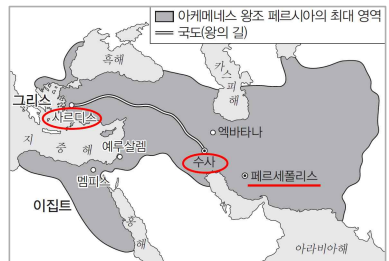 아케메네스 왕조 페르시아의 최대 영역
국도(왕의 길)
흑해
카스피해
그리스
사르디스
엑바타나
지중해
예루살렘
수사
멤피스
페르세폴리스
이집트
홍해
아라비아해